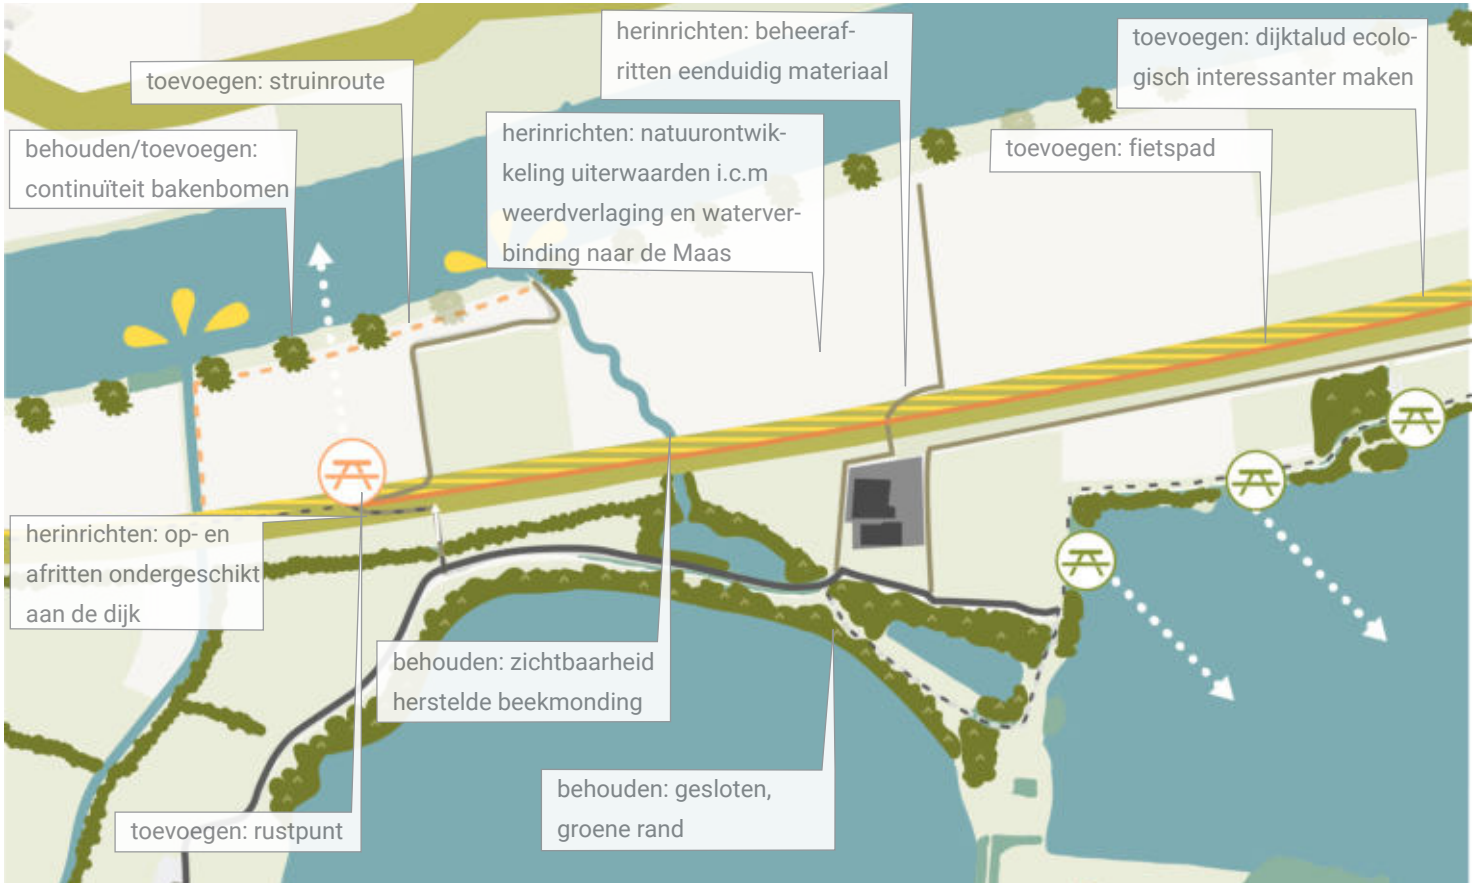 herinrichten: beheeraf-
ritten eenduidig materiaal
toevoegen: dijktalud ecolo-
gisch interessanter maken
toevoegen: struinroute
herinrichten: natuurontwik-
keling uiterwaarden i.c.m
weerdverlaging en waterver-
binding naar de Maas
toevoegen: fietspad
behouden/toevoegen:
continuïteit bakenbomen
herinrichten: op- en
afritten ondergeschikt
aan de dijk
behouden: zichtbaarheid
herstelde beekmonding
behouden: gesloten,
groene rand
toevoegen: rustpunt